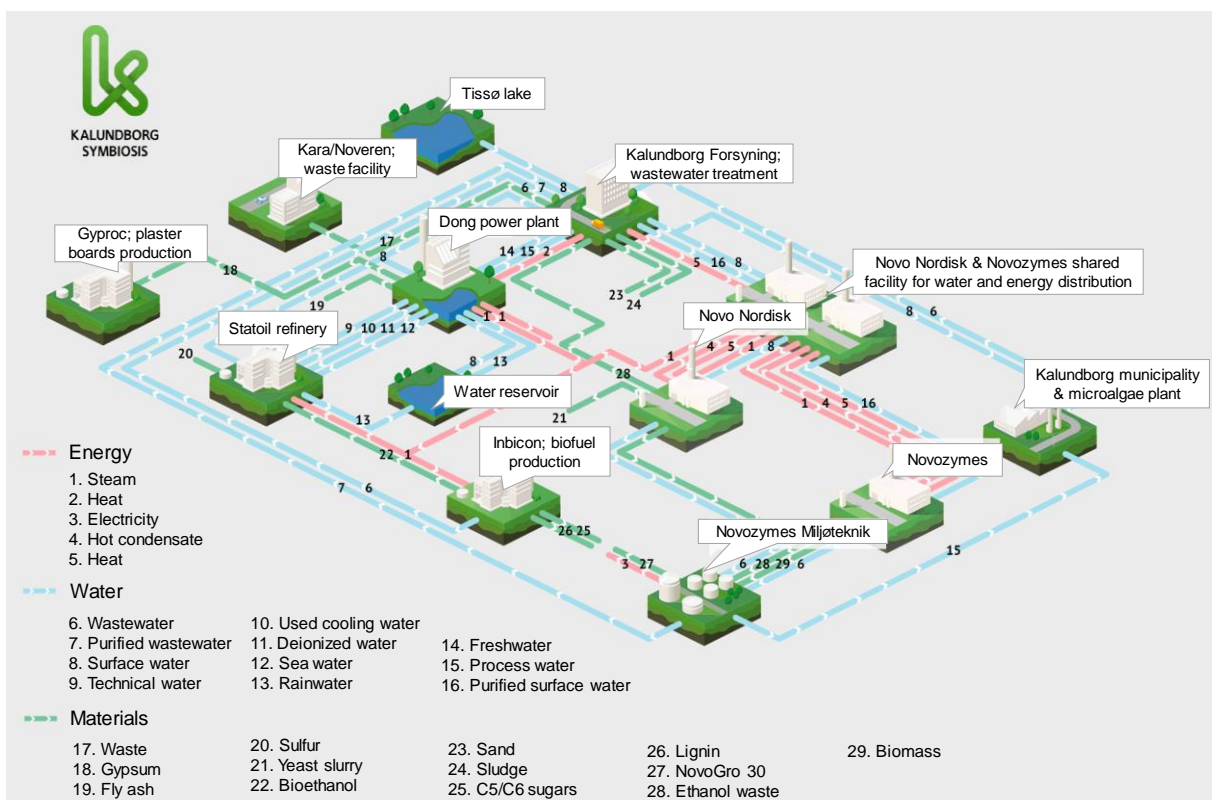 KALUNDBORG
SYMBIOSIS
Tissø lake
Kara/Noveren;
waste facility
Kalundborg Forsyning;
wastewater treatment
Gyproc; plaster
boards production
Dong power plant
Novo Nordisk & Novozymes shared
facility for water and energy distribution
Statoil refinery
Novo Nordisk
Water reservoir
Kalundborg municipality
& microalgae plant
Inbicon; biofuel
production
Novozymes
Novozymes Miljøteknik
6 7 8
17
8
14 15 2
18
19
5 16 8
23
24
9 10 11 12
1 1
8 6
20
8 13
1 4 5 1 8
28
21
13
1 4 5 16
22 1
7 6
26 25
3 27
6 28 29 6
15
Energy
1. Steam
2. Heat
3. Electricity
4. Hot condensate
5. Heat
Water
6. Wastewater
7. Purified wastewater
8. Surface water
9. Technical water
10. Used cooling water
11. Deionized water
12. Sea water
13. Rainwater
14. Freshwater
15. Process water
16. Purified surface water
Materials
17. Waste
18. Gypsum
19. Fly ash
20. Sulfur
21. Yeast slurry
22. Bioethanol
23. Sand
24. Sludge
25. C5/C6 sugars
26. Lignin
27. NovoGro 30
28. Ethanol waste
29. Biomass